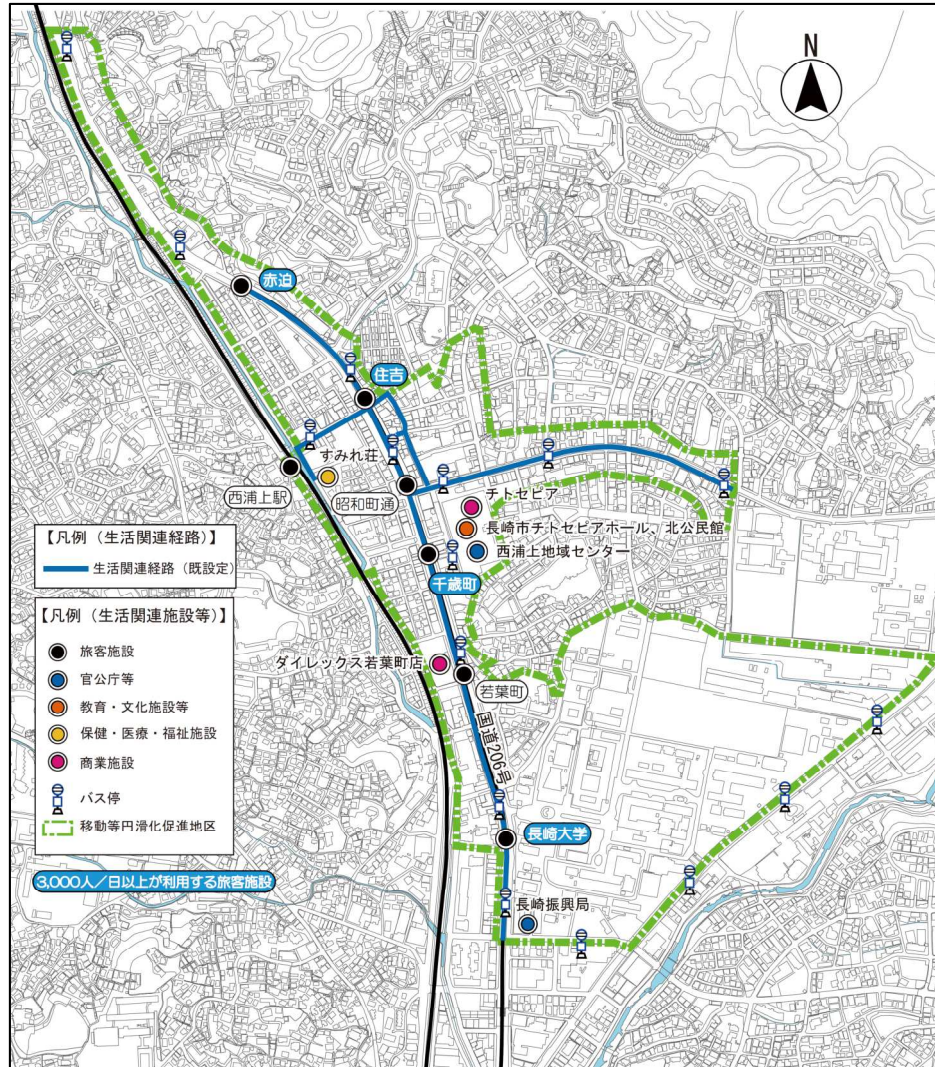 N
赤迫
住吉
すみれ荘
西浦上駅
昭和町通
チトセピア
長崎市チトセピアホール、北公民館
西浦上地域センター
千歳町
ダイレックス若葉町店
若葉町
国道206号
長崎大学
長崎振興局
【凡例（生活関連経路）】
生活関連経路（既設定）
【凡例（生活関連施設等）】
旅客施設
官公庁等
教育・文化施設等
保健・医療・福祉施設
商業施設
バス停
移動等円滑化促進地区
3,000人／日以上が利用する旅客施設